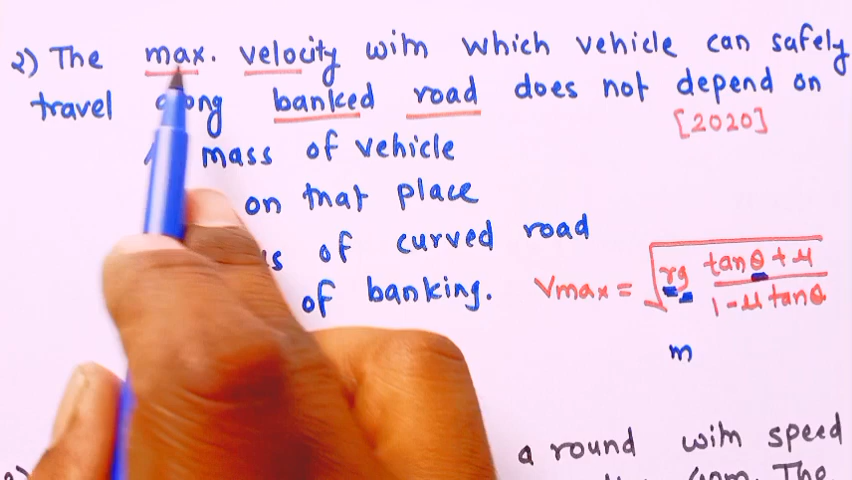 2) The max. velocity with which vehicle can safely
travel along banked road does not depend on
[2020]
mass of vehicle
on that place
of curved road
of banking.
Vmax = √(rg (tanθ + μ)/(1 - μ tanθ))
m
a round with speed
The